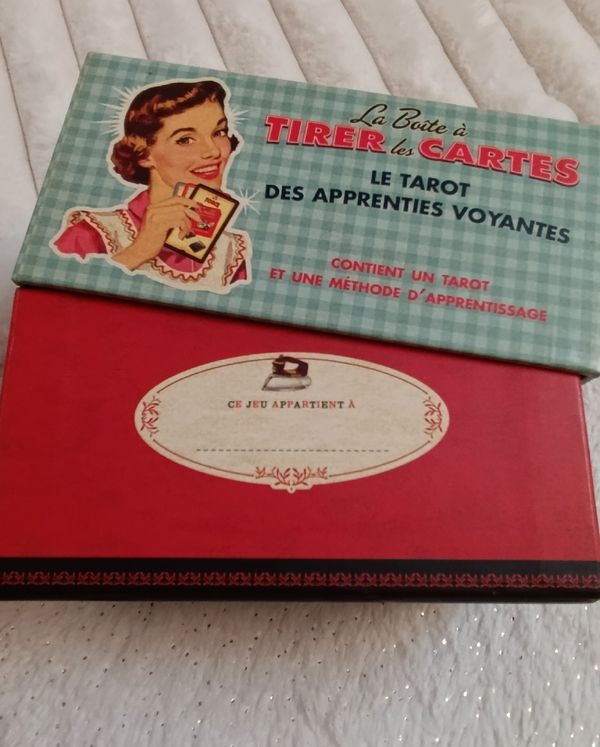 La Boîte à
TIRER les CARTES
LE TAROT
DES APPRENTIES VOYANTES
CONTIENT UN TAROT
ET UNE MÉTHODE D'APPRENTISSAGE
CE JEU APPARTIENT À